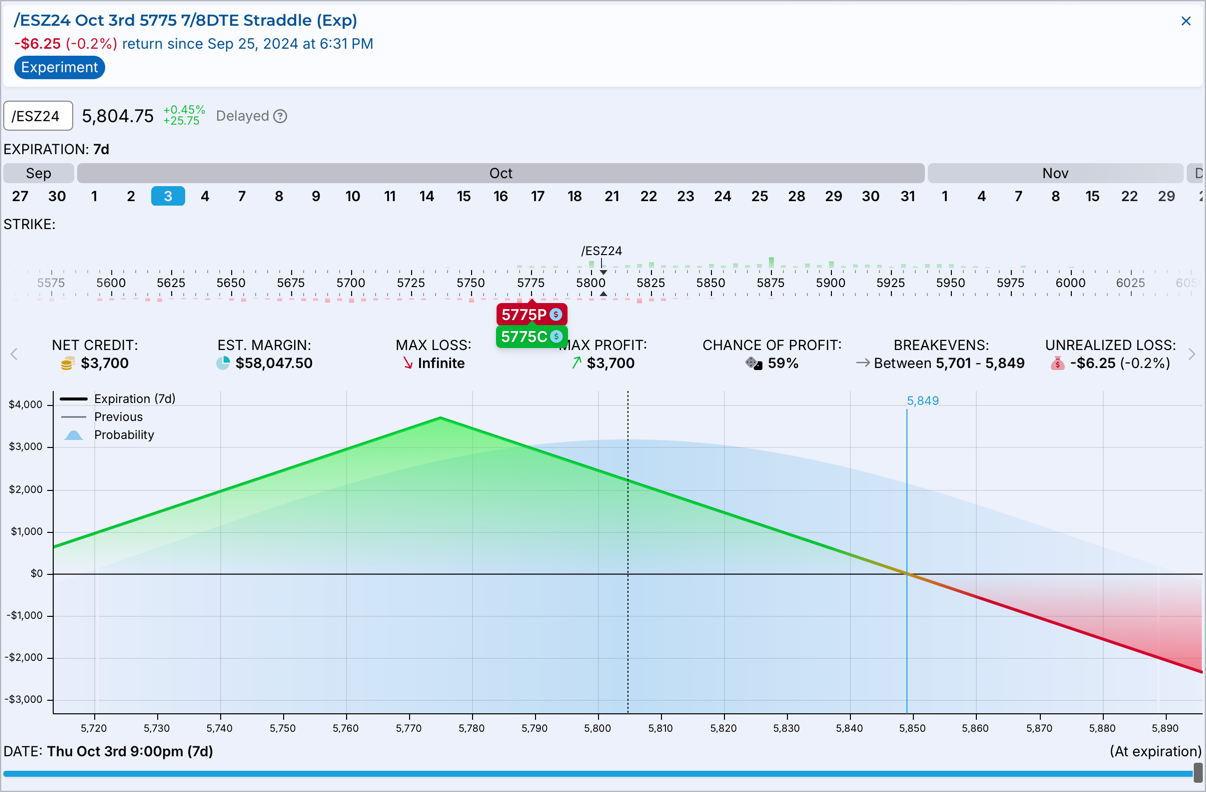 /ESZ24 Oct 3rd 5775 7/8DTE Straddle (Exp)
-$6.25 (-0.2%) return since Sep 25, 2024 at 6:31 PM
Experiment
/ESZ24 5,804.75 +0.45% +25.75 Delayed ?
EXPIRATION: 7d
Sep Oct Nov D
27 30 1 2 3 4 7 8 9 10 11 14 15 16 17 18 21 22 23 24 25 28 29 30 31 1 4 7 8 15 22 29
STRIKE:
/ESZ24
5575 5600 5625 5650 5675 5700 5725 5750 5775 5800 5825 5850 5875 5900 5925 5950 5975 6000 6025
5775P $
5775C $
NET CREDIT: EST. MARGIN: MAX LOSS: MAX PROFIT: CHANCE OF PROFIT: BREAKEVENS: UNREALIZED LOSS:
$3,700 $58,047.50 Infinite $3,700 59% Between 5,701 - 5,849 -$6.25 (-0.2%)
Expiration (7d)
Previous
Probability
5,849
$4,000
$3,000
$2,000
$1,000
$0
-$1,000
-$2,000
-$3,000
5,720 5,730 5,740 5,750 5,760 5,770 5,780 5,790 5,800 5,810 5,820 5,830 5,840 5,850 5,860 5,870 5,880 5,890
DATE: Thu Oct 3rd 9:00pm (7d) (At expiration)